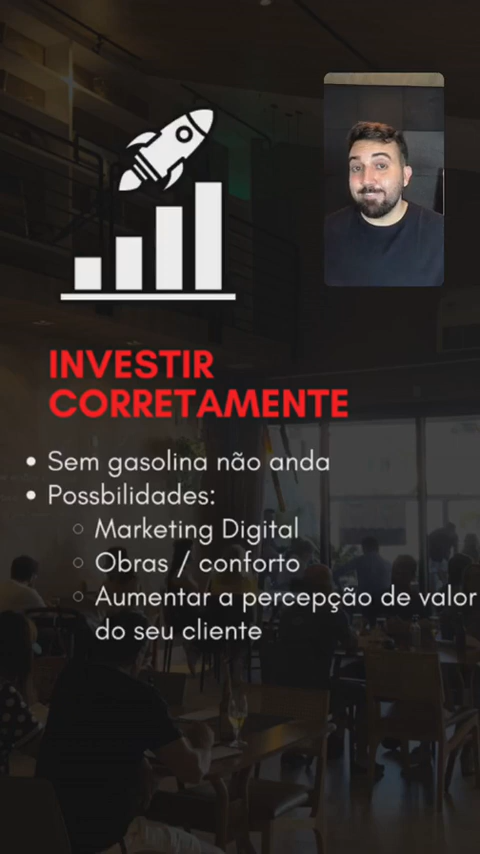 INVESTIR
CORRETAMENTE
• Sem gasolina não anda
• Possbilidades:
○ Marketing Digital
○ Obras / conforto
○ Aumentar a percepção de valor
do seu cliente